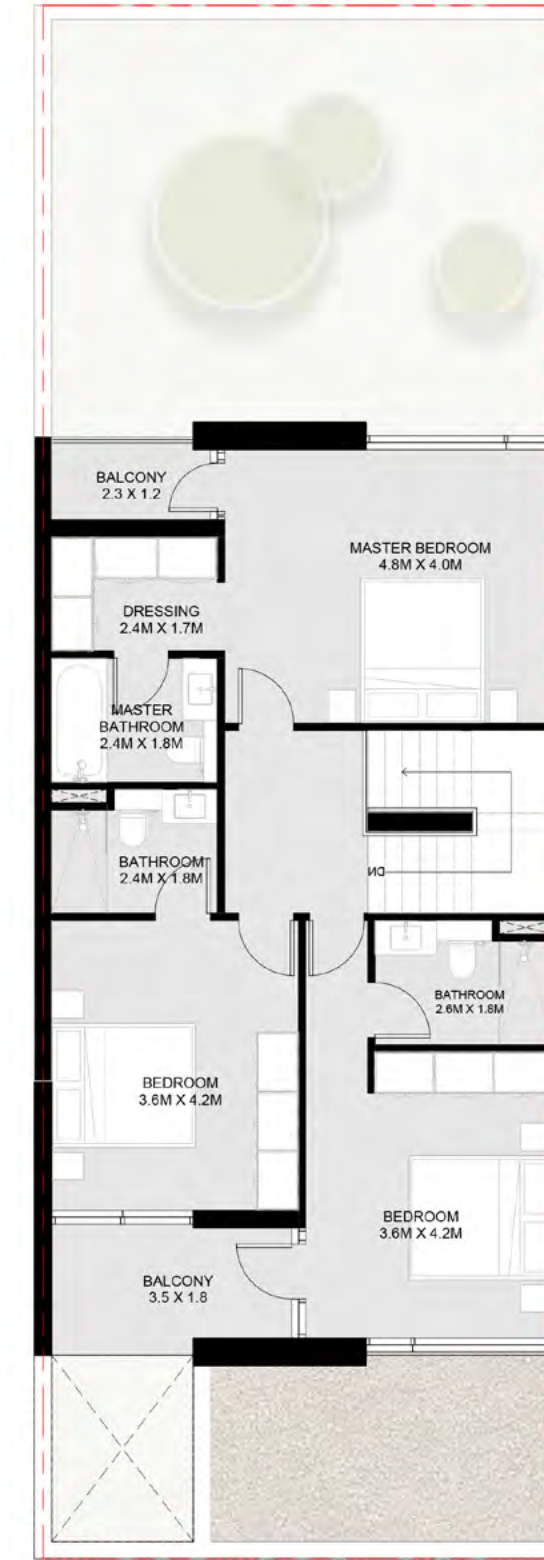 BALCONY
2.3 X 1.2
MASTER BEDROOM
4.8M X 4.0M
DRESSING
2.4M X 1.7M
MASTER
BATHROOM
2.4M X 1.8M
BATHROOM
2.4M X 1.8M
DN
BATHROOM
2.6M X 1.8M
BEDROOM
3.6M X 4.2M
BEDROOM
3.6M X 4.2M
BALCONY
3.5 X 1.8